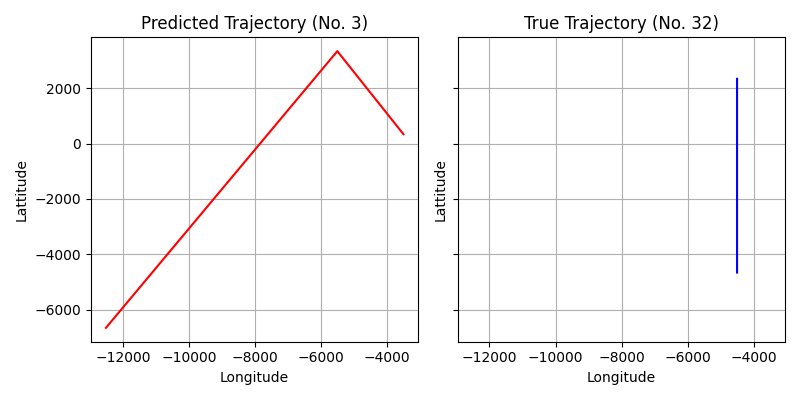 Predicted Trajectory (No. 3)
Lattitude
2000
0
−2000
−4000
−6000
−12000 −10000 −8000 −6000 −4000
Longitude
True Trajectory (No. 32)
Lattitude
−12000 −10000 −8000 −6000 −4000
Longitude